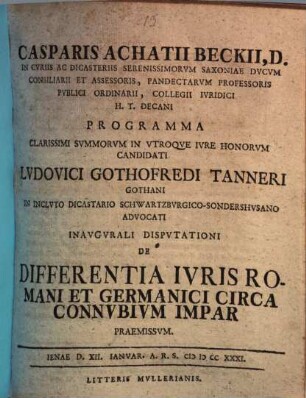 15
CASPARIS ACHATII BECKII, D.
IN CVRIIS AC DICASTERIIS SERENISSIMORVM SAXONIAE DVCVM
CONSILIARII ET ASSESSORIS, PANDECTARVM PROFESSORIS
PVBLICI ORDINARII, COLLEGII IVRIDICI
H. T. DECANI
PROGRAMMA
CLARISSIMI SVMMORVM IN VTROQVE IVRE HONORVM
CANDIDATI
LVDOVICI GOTHOFREDI TANNERI
GOTHANI
IN INCLVTO DICASTARIO SCHWARTZBVRGICO-SONDERSHVSANO
ADVOCATI
INAVGVRALI DISPVTATIONI
DE
DIFFERENTIA IVRIS RO-
MANI ET GERMANICI CIRCA
CONNVBIVM IMPAR
PRAEMISSVM.
IENAE D. XII. IANVAR. A. R. S. CIↃ IↃ CC XXXI.
LITTERIS MVLLERIANIS.